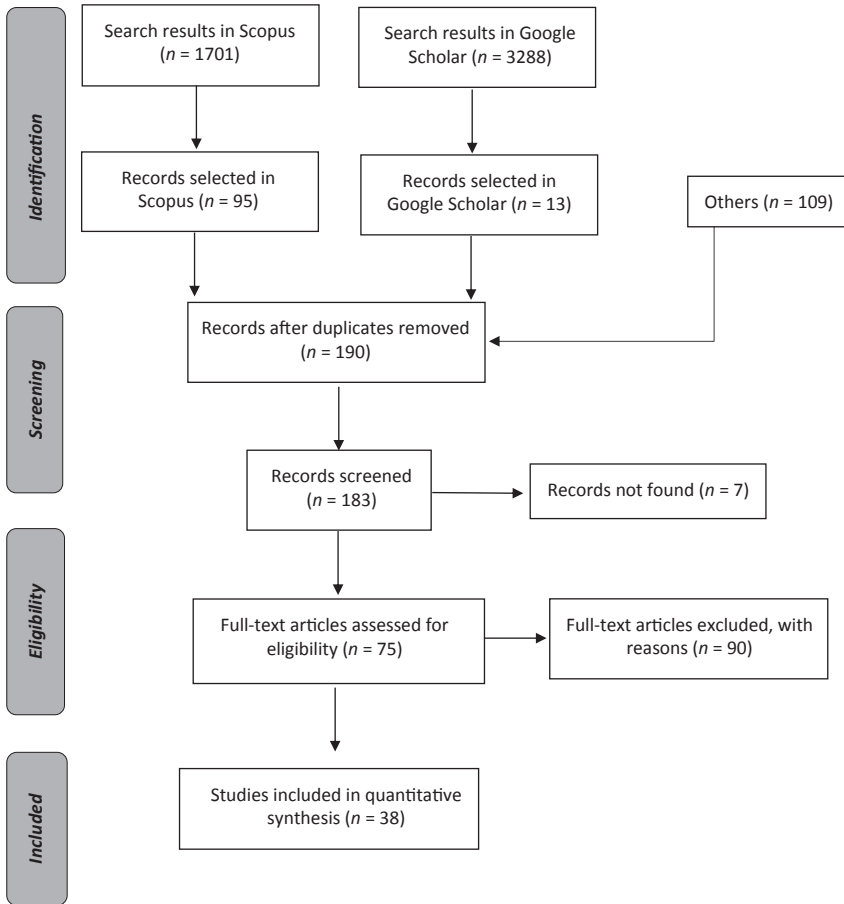 Identification
Search results in Scopus
(n = 1701)
Search results in Google
Scholar (n = 3288)
Records selected in
Scopus (n = 95)
Records selected in
Google Scholar (n = 13)
Others (n = 109)
Screening
Records after duplicates removed
(n = 190)
Records screened
(n = 183)
Records not found (n = 7)
Eligibility
Full-text articles assessed for
eligibility (n = 75)
Full-text articles excluded, with
reasons (n = 90)
Included
Studies included in quantitative
synthesis (n = 38)